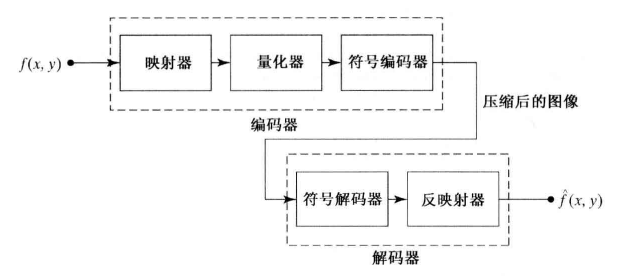 f(x, y)
映射器
量化器
符号编码器
编码器
压缩后的图像
符号解码器
反映射器
f̂(x, y)
解码器